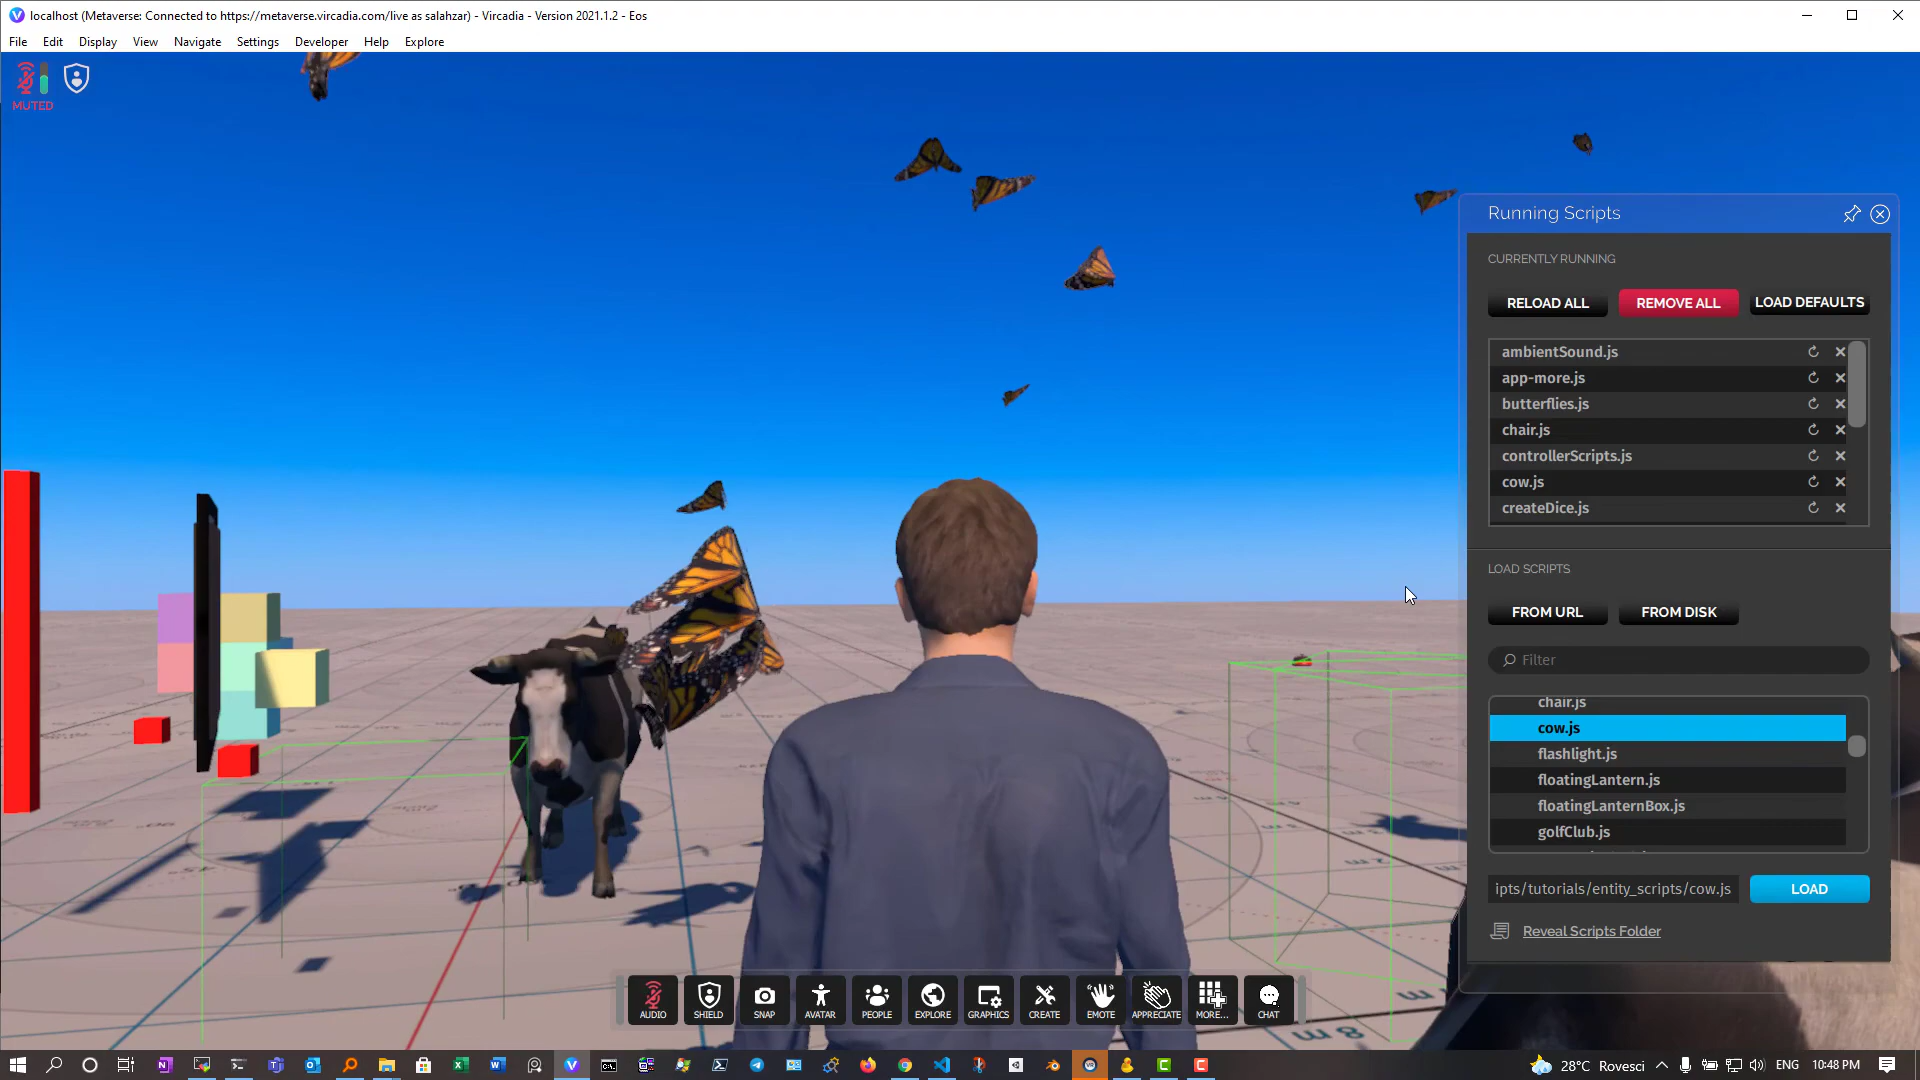 localhost (Metaverse: Connected to https://metaverse.vircadia.com/live as salahzar) - Vircadia - Version 2021.1.2 - Eos
File Edit Display View Navigate Settings Developer Help Explore
MUTED
Running Scripts
CURRENTLY RUNNING
RELOAD ALL REMOVE ALL LOAD DEFAULTS
ambientSound.js
app-more.js
butterflies.js
chair.js
controllerScripts.js
cow.js
createDice.js
LOAD SCRIPTS
FROM URL FROM DISK
Filter
chair.js
cow.js
flashlight.js
floatingLantern.js
floatingLanternBox.js
golfClub.js
ipts/tutorials/entity_scripts/cow.js LOAD
Reveal Scripts Folder
AUDIO SHIELD SNAP AVATAR PEOPLE EXPLORE GRAPHICS CREATE EMOTE APPRECIATE MORE... CHAT
28°C Rovesci ENG 10:48 PM